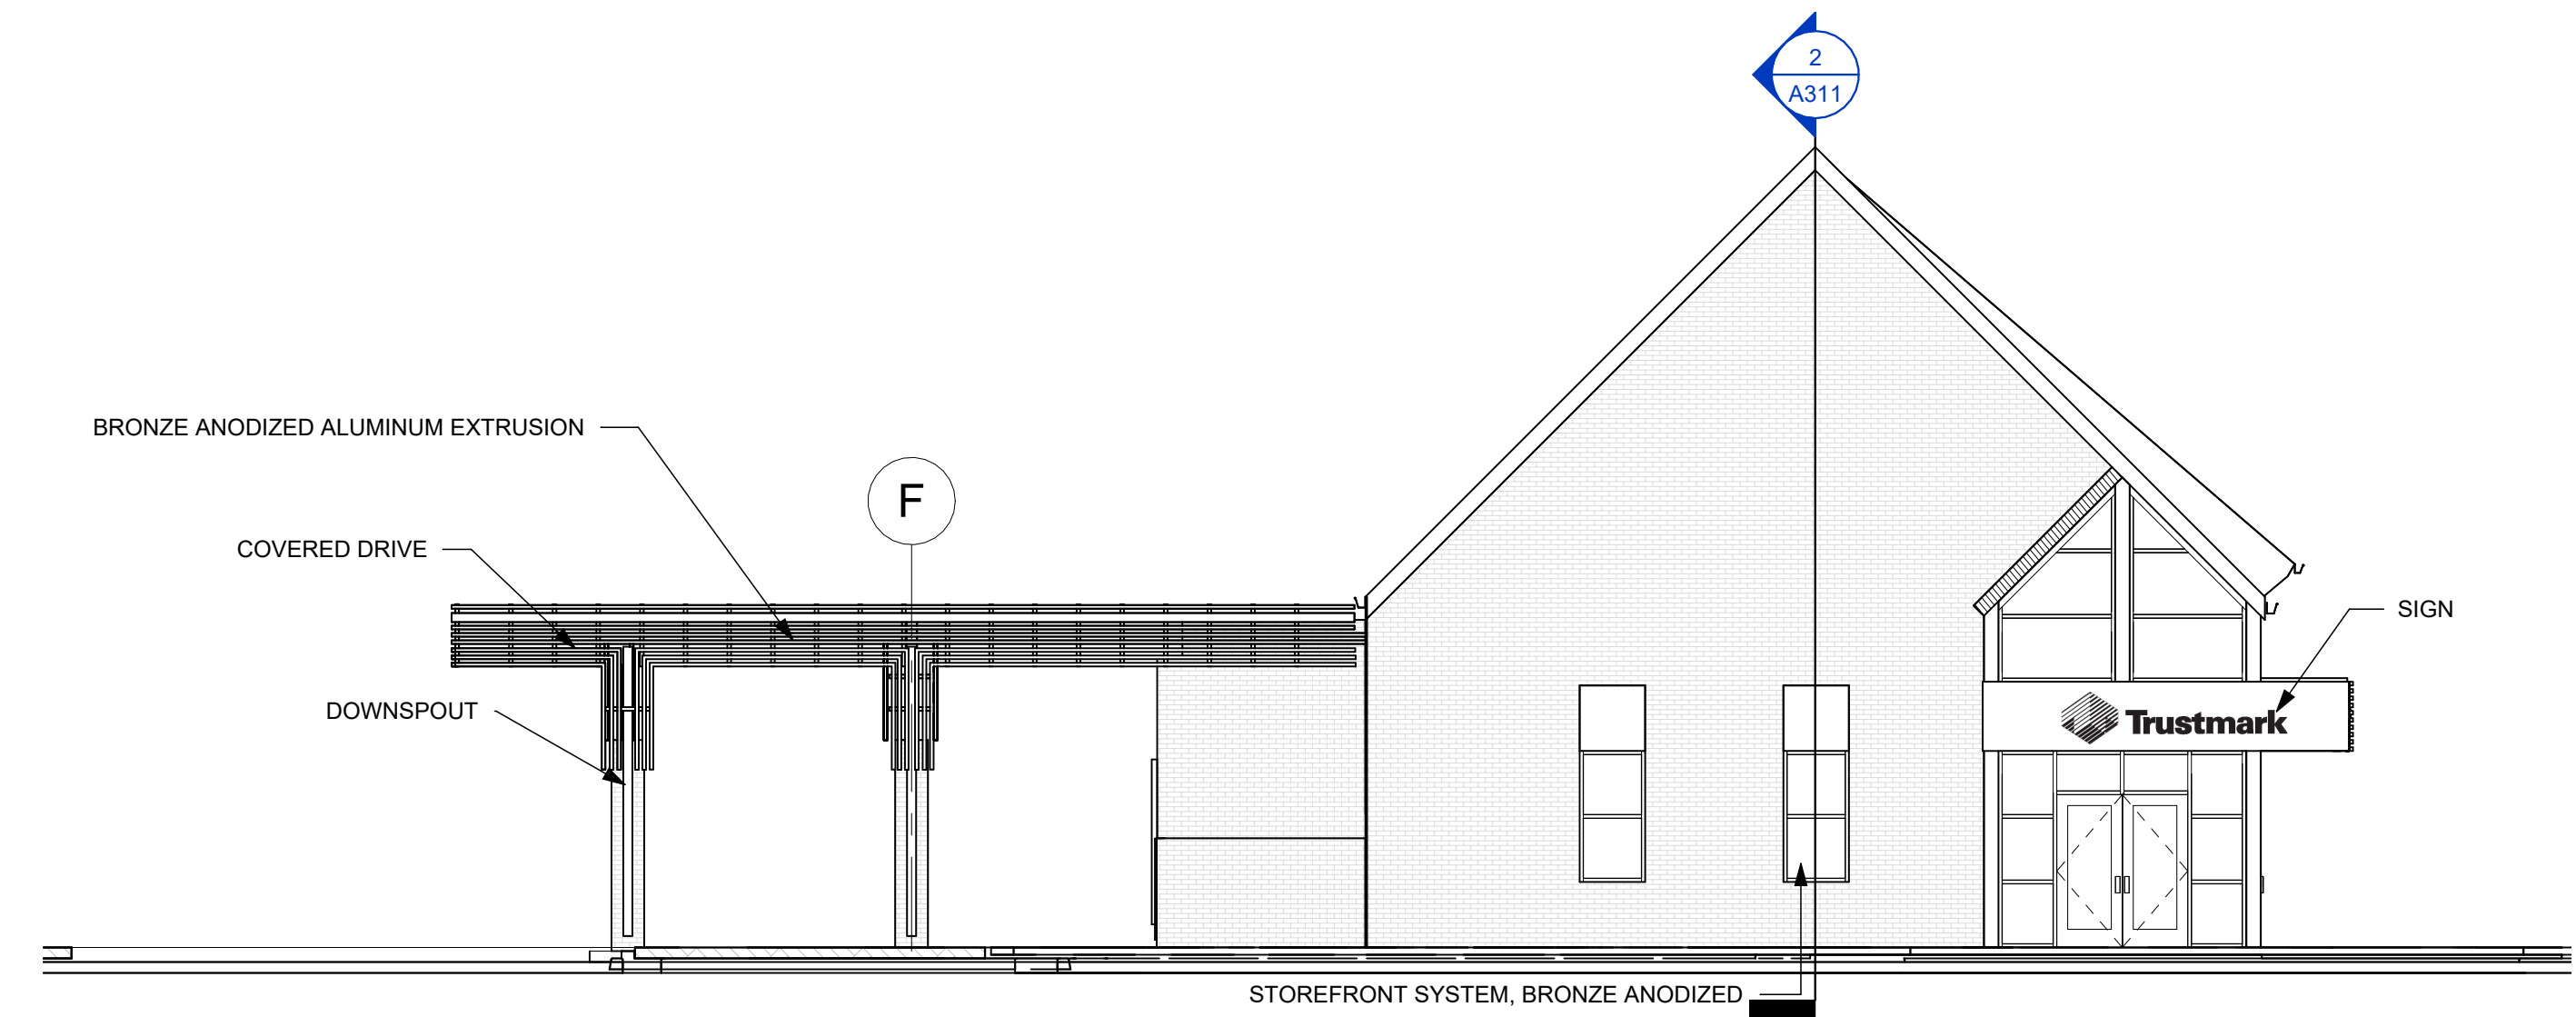 2
A311
BRONZE ANODIZED ALUMINUM EXTRUSION
F
COVERED DRIVE
SIGN
DOWNSPOUT
Trustmark
STOREFRONT SYSTEM, BRONZE ANODIZED